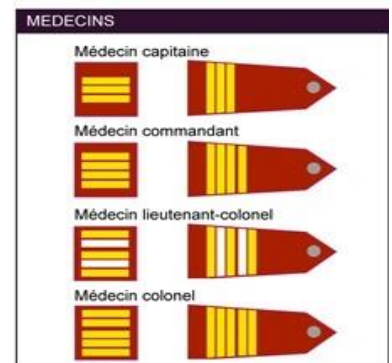 MEDECINS
Médecin capitaine
Médecin commandant
Médecin lieutenant-colonel
Médecin colonel